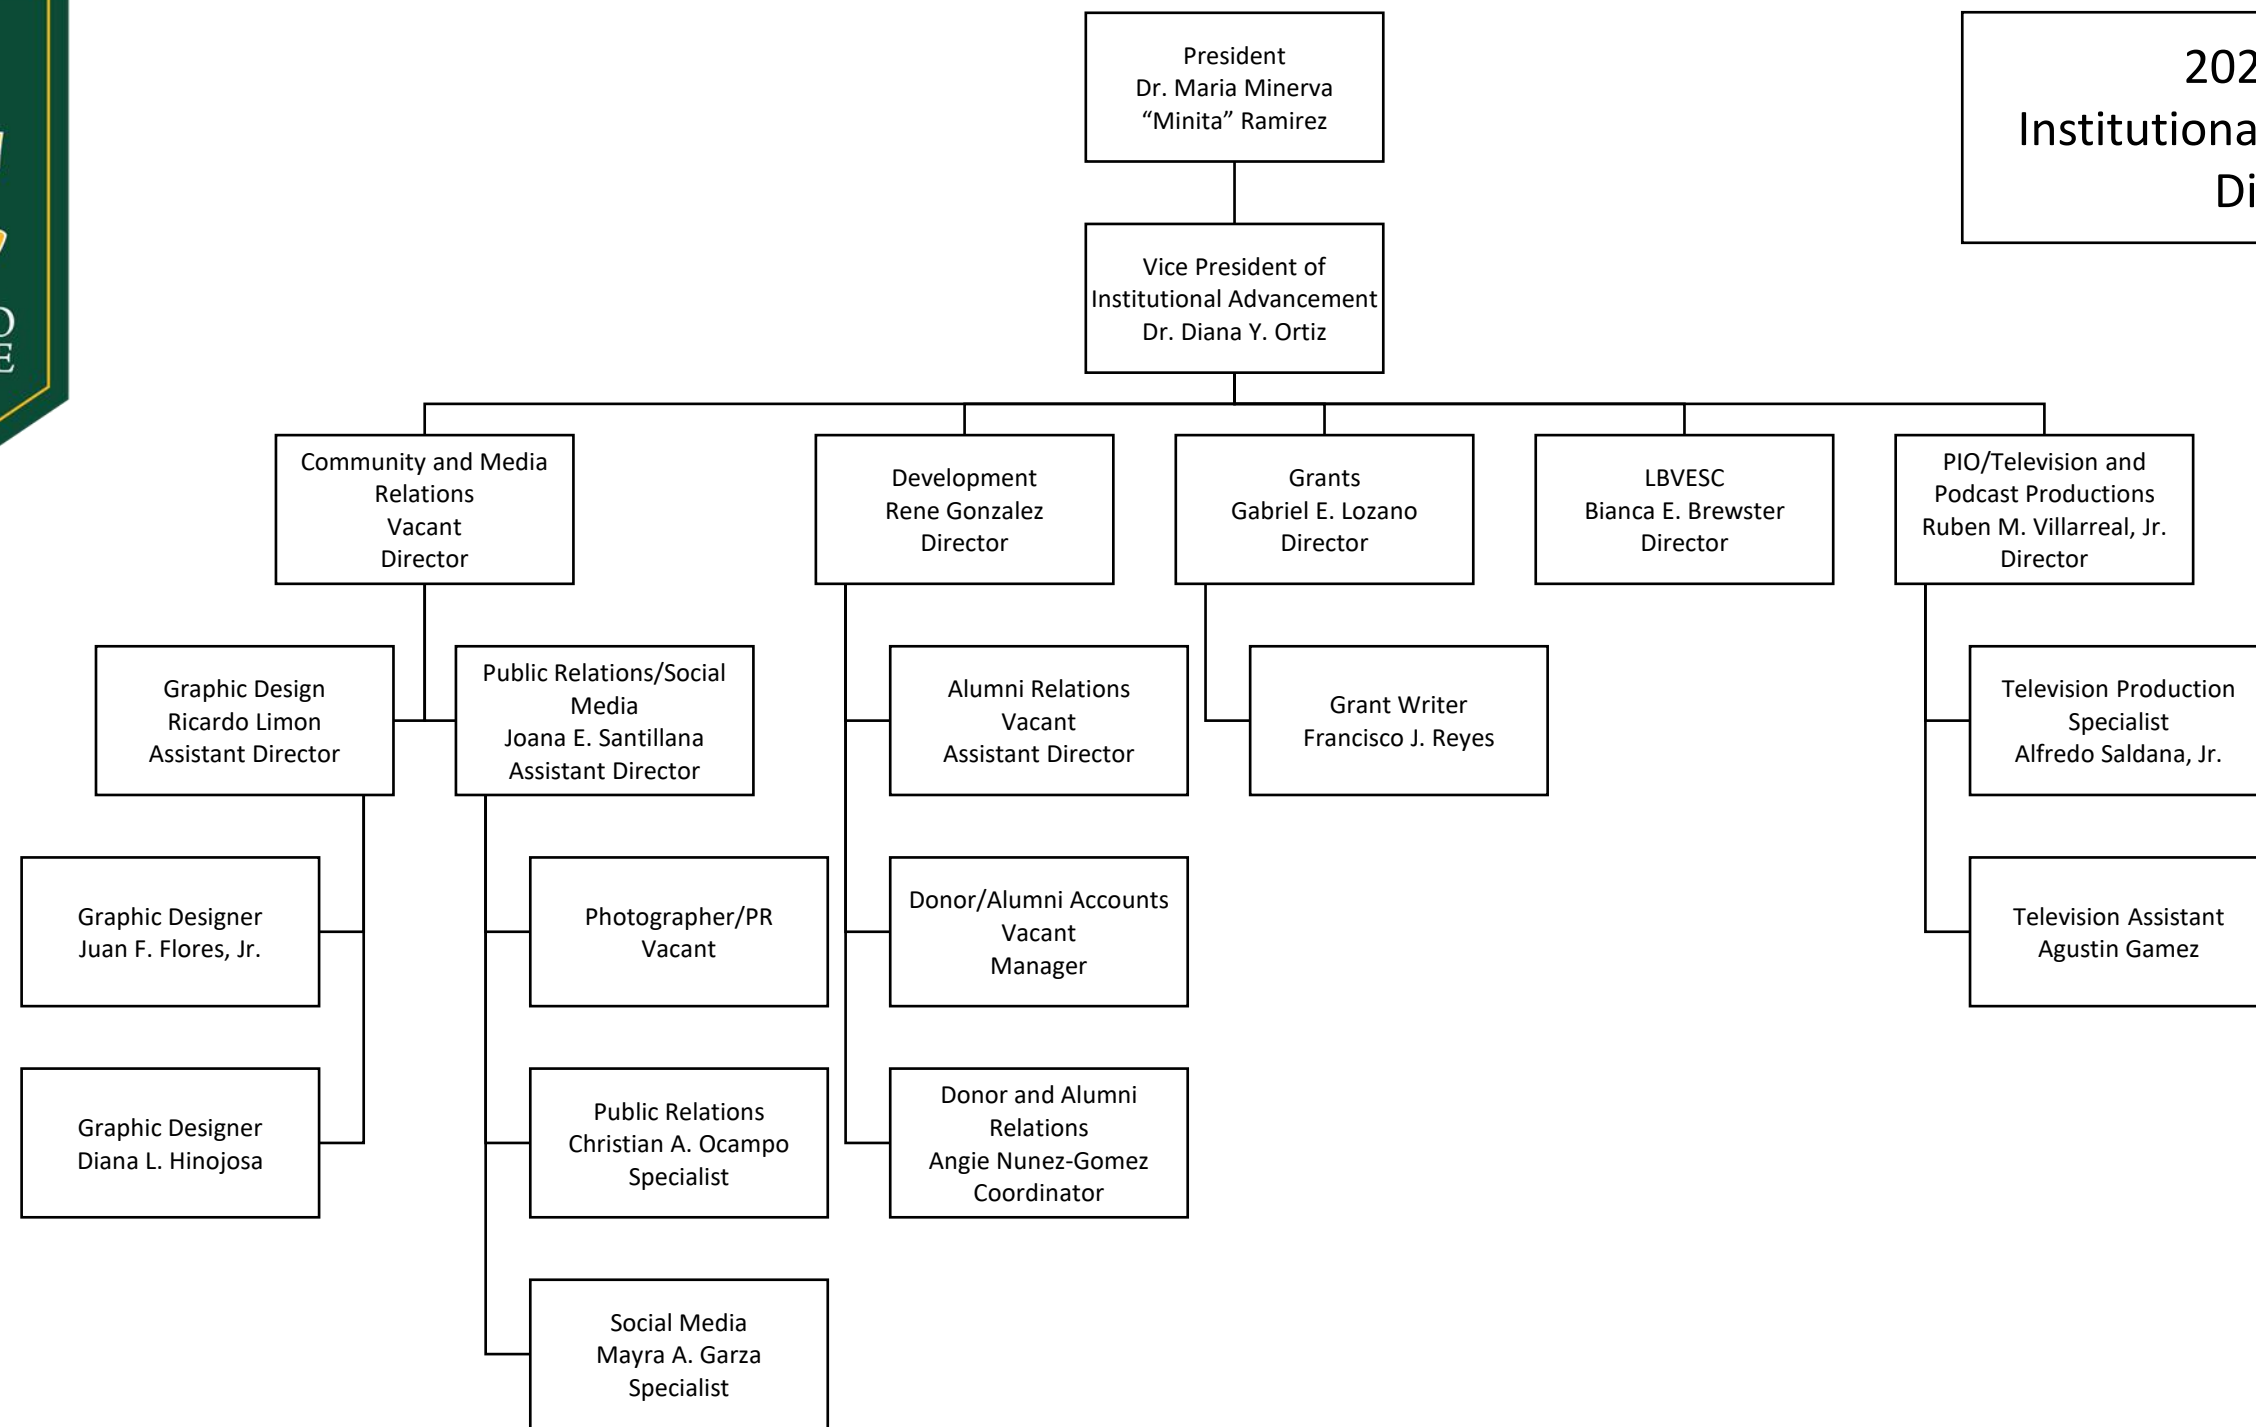 President
Dr. Maria Minerva
“Minita” Ramirez
Vice President of
Institutional Advancement
Dr. Diana Y. Ortiz
Community and Media
Relations
Vacant
Director
Development
Rene Gonzalez
Director
Grants
Gabriel E. Lozano
Director
LBVESC
Bianca E. Brewster
Director
PIO/Television and
Podcast Productions
Ruben M. Villarreal, Jr.
Director
Graphic Design
Ricardo Limon
Assistant Director
Public Relations/Social
Media
Joana E. Santillana
Assistant Director
Alumni Relations
Vacant
Assistant Director
Grant Writer
Francisco J. Reyes
Television Production
Specialist
Alfredo Saldana, Jr.
Graphic Designer
Juan F. Flores, Jr.
Photographer/PR
Vacant
Donor/Alumni Accounts
Vacant
Manager
Television Assistant
Agustin Gamez
Graphic Designer
Diana L. Hinojosa
Public Relations
Christian A. Ocampo
Specialist
Donor and Alumni
Relations
Angie Nunez-Gomez
Coordinator
Social Media
Mayra A. Garza
Specialist